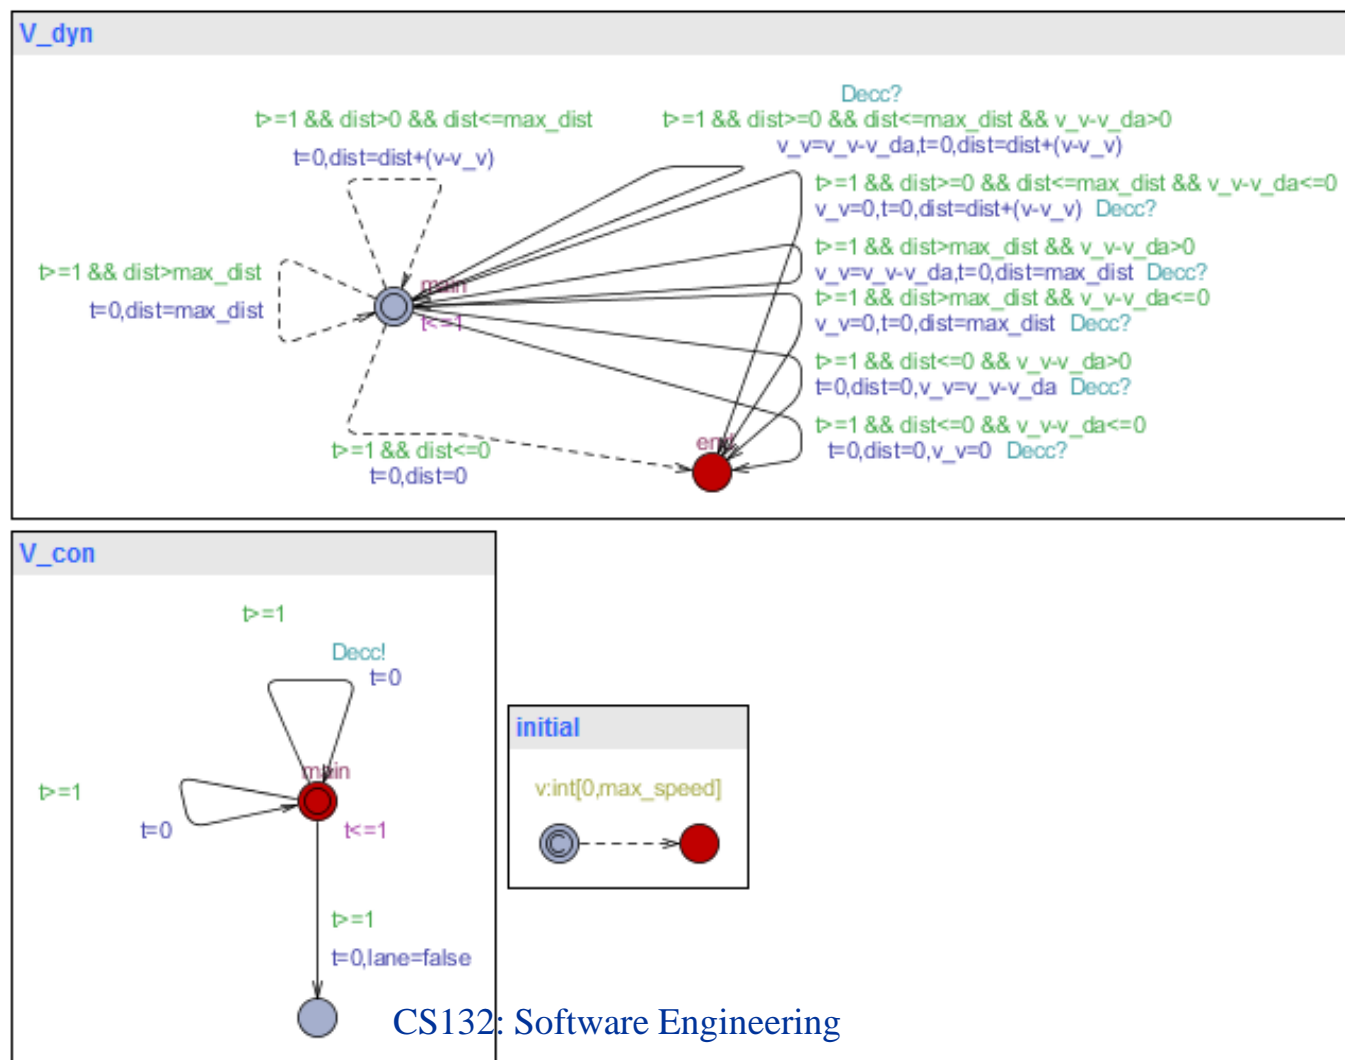 V_dyn
Decc?
t>=1 && dist>0 && dist<=max_dist
t=0,dist=dist+(v-v_v)
t>=1 && dist>=0 && dist<=max_dist && v_v-v_da>0
v_v=v_v-v_da,t=0,dist=dist+(v-v_v)
t>=1 && dist>=0 && dist<=max_dist && v_v-v_da<=0
v_v=0,t=0,dist=dist+(v-v_v) Decc?
t>=1 && dist>max_dist && v_v-v_da>0
v_v=v_v-v_da,t=0,dist=max_dist Decc?
t>=1 && dist>max_dist
t=0,dist=max_dist
main
t<=1
t>=1 && dist>max_dist && v_v-v_da<=0
v_v=0,t=0,dist=max_dist Decc?
t>=1 && dist<=0 && v_v-v_da>0
t=0,dist=0,v_v=v_v-v_da Decc?
t>=1 && dist<=0 && v_v-v_da<=0
t=0,dist=0,v_v=0 Decc?
t>=1 && dist<=0
t=0,dist=0
end
V_con
t>=1
Decc!
t=0
main
t>=1
t=0
t<=1
t>=1
t=0,lane=false
initial
v:int[0,max_speed]
C
CS132: Software Engineering